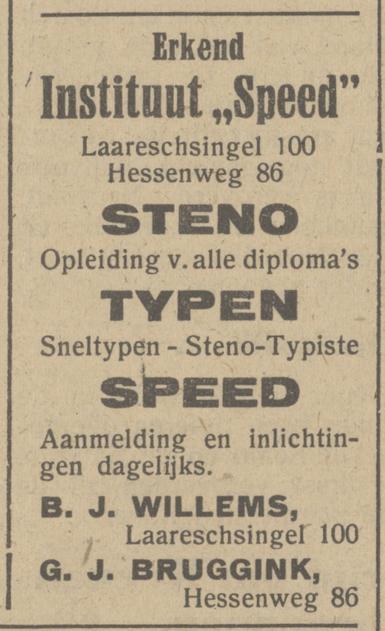 Erkend
Instituut „Speed”
Laareschsingel 100
Hessenweg 86
STENO
Opleiding v. alle diploma's
TYPEN
Sneltypen - Steno-Typiste
SPEED
Aanmelding en inlichtin-
gen dagelijks.
B. J. WILLEMS,
Laareschsingel 100
G. J. BRUGGINK,
Hessenweg 86